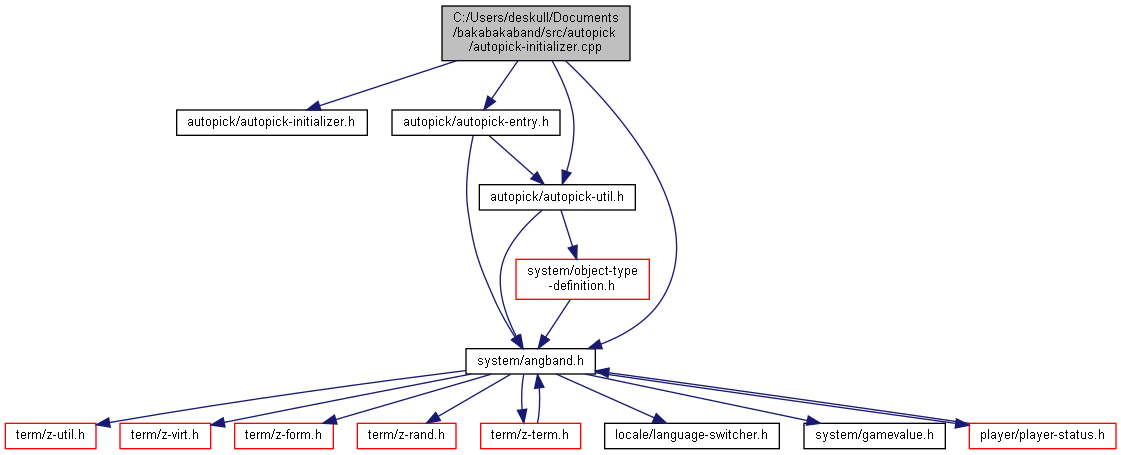 C:/Users/deskull/Documents
/bakabakaband/src/autopick
/autopick-initializer.cpp
autopick/autopick-initializer.h
autopick/autopick-entry.h
autopick/autopick-util.h
system/object-type
-definition.h
system/angband.h
term/z-util.h
term/z-virt.h
term/z-form.h
term/z-rand.h
term/z-term.h
locale/language-switcher.h
system/gamevalue.h
player/player-status.h